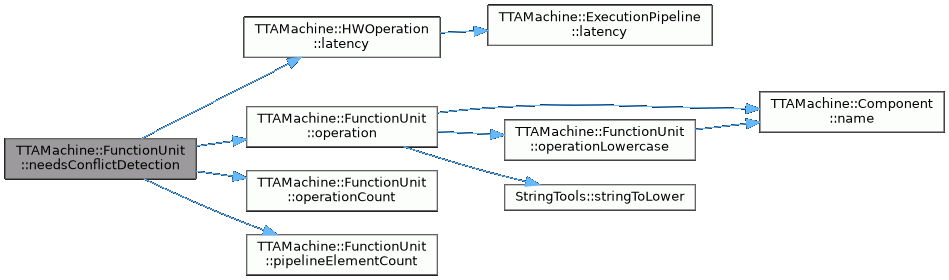 TTAMachine::FunctionUnit
::needsConflictDetection
TTAMachine::HWOperation
::latency
TTAMachine::ExecutionPipeline
::latency
TTAMachine::FunctionUnit
::operation
TTAMachine::FunctionUnit
::operationLowercase
TTAMachine::Component
::name
StringTools::stringToLower
TTAMachine::FunctionUnit
::operationCount
TTAMachine::FunctionUnit
::pipelineElementCount